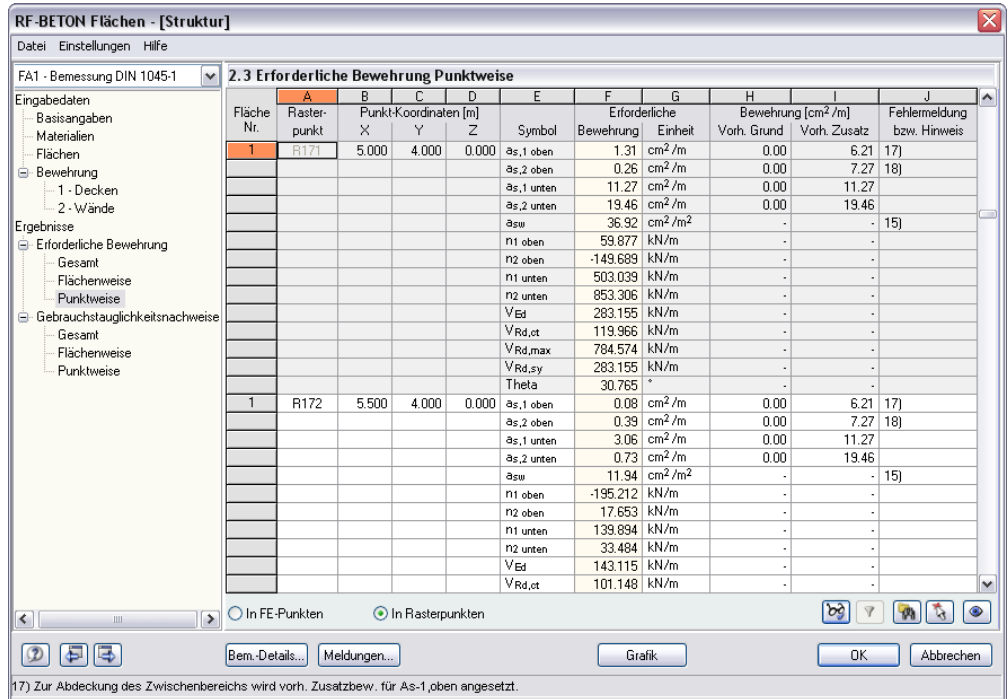 RF-BETON Flächen - [Struktur]
Datei Einstellungen Hilfe
FA1 - Bemessung DIN 1045-1
Eingabedaten
Basisangaben
Materialien
Flächen
Bewehrung
1 - Decken
2 - Wände
Ergebnisse
Erforderliche Bewehrung
Gesamt
Flächenweise
Punktweise
Gebrauchstauglichkeitsnachweise
Gesamt
Flächenweise
Punktweise
2.3 Erforderliche Bewehrung Punktweise
A B C D E F G H I J
Fläche Raster- Punkt-Koordinaten [m] Erforderliche Bewehrung [cm²/m] Fehlermeldung
Nr. punkt X Y Z Symbol Bewehrung Einheit Vorh. Grund Vorh. Zusatz bzw. Hinweis
1 R171 5.000 4.000 0.000 as,1 oben 1.31 cm²/m 0.00 6.21 17)
as,2 oben 0.26 cm²/m 0.00 7.27 18)
as,1 unten 11.27 cm²/m 0.00 11.27
as,2 unten 19.46 cm²/m 0.00 19.46
asw 36.92 cm²/m² - - 15)
n1 oben 59.877 kN/m - -
n2 oben -149.689 kN/m - -
n1 unten 503.039 kN/m - -
n2 unten 853.306 kN/m - -
VEd 283.155 kN/m - -
VRd,ct 119.966 kN/m - -
VRd,max 784.574 kN/m - -
VRd,sy 283.155 kN/m - -
Theta 30.765 ° - -
1 R172 5.500 4.000 0.000 as,1 oben 0.08 cm²/m 0.00 6.21 17)
as,2 oben 0.39 cm²/m 0.00 7.27 18)
as,1 unten 3.06 cm²/m 0.00 11.27
as,2 unten 0.73 cm²/m 0.00 19.46
asw 11.94 cm²/m² - - 15)
n1 oben -195.212 kN/m - -
n2 oben 17.653 kN/m - -
n1 unten 139.894 kN/m - -
n2 unten 33.484 kN/m - -
VEd 143.115 kN/m - -
VRd,ct 101.148 kN/m - -
In FE-Punkten In Rasterpunkten
Bem.-Details... Meldungen... Grafik OK Abbrechen
17) Zur Abdeckung des Zwischenbereichs wird vorh. Zusatzbew. für As-1,oben angesetzt.